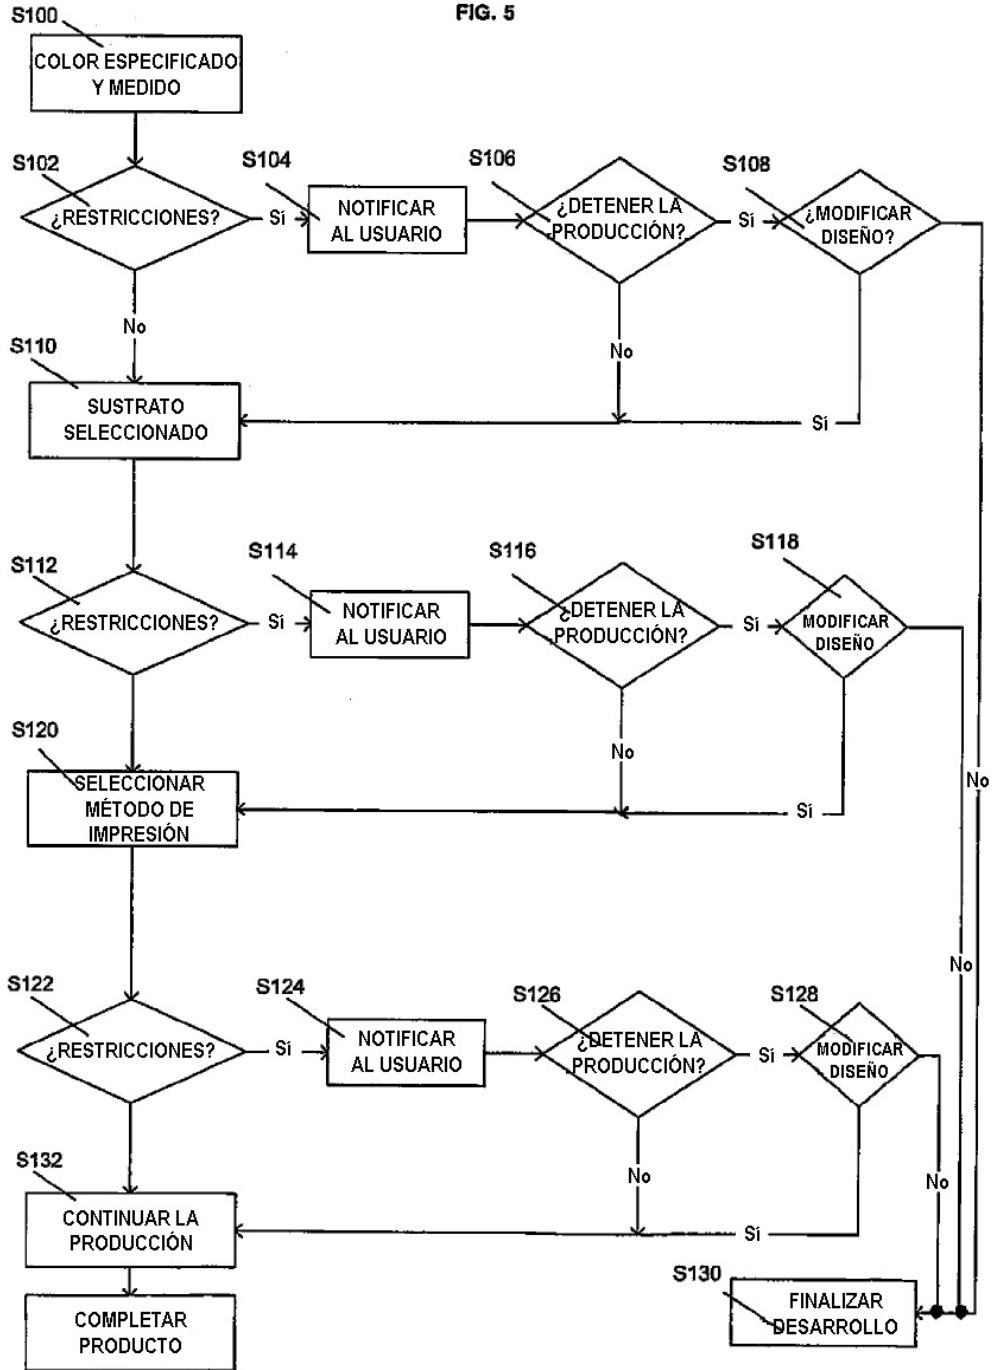 FIG. 5
S100
COLOR ESPECIFICADO
Y MEDIDO
S102
¿RESTRICCIONES?
Sí
S104
NOTIFICAR
AL USUARIO
S106
¿DETENER LA
PRODUCCIÓN?
Sí
S108
¿MODIFICAR
DISEÑO?
No
No
Sí
S110
SUSTRATO
SELECCIONADO
S112
¿RESTRICCIONES?
Sí
S114
NOTIFICAR
AL USUARIO
S116
¿DETENER LA
PRODUCCIÓN?
Sí
S118
MODIFICAR
DISEÑO
No
No
Sí
S120
SELECCIONAR
MÉTODO DE
IMPRESIÓN
No
S122
¿RESTRICCIONES?
Sí
S124
NOTIFICAR
AL USUARIO
S126
¿DETENER LA
PRODUCCIÓN?
Sí
S128
MODIFICAR
DISEÑO
No
No
Sí
S132
CONTINUAR LA
PRODUCCIÓN
S130
FINALIZAR
DESARROLLO
COMPLETAR
PRODUCTO